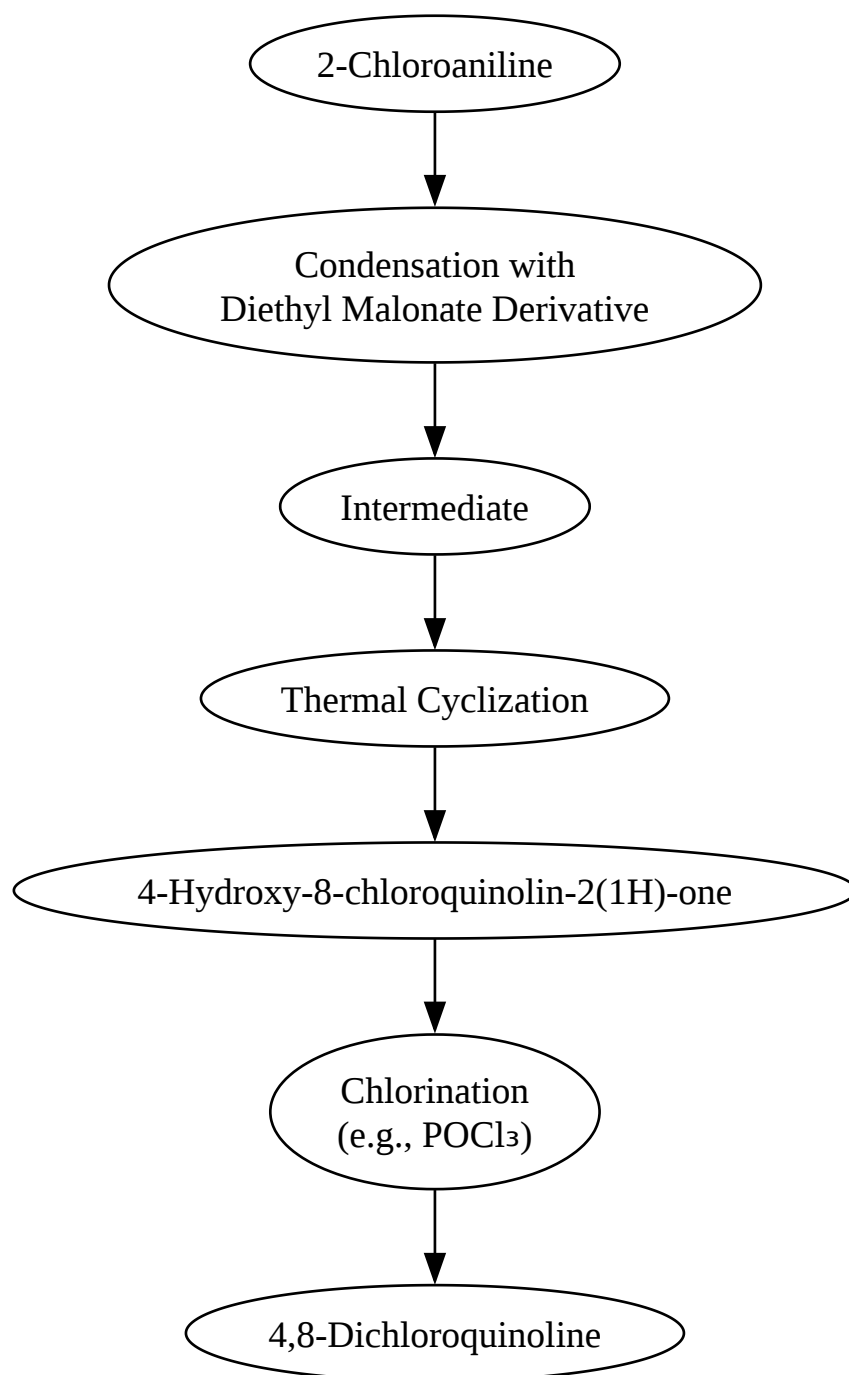 2-Chloroaniline
Condensation with
Diethyl Malonate Derivative
Intermediate
Thermal Cyclization
4-Hydroxy-8-chloroquinolin-2(1H)-one
Chlorination
(e.g., POCl₃)
4,8-Dichloroquinoline